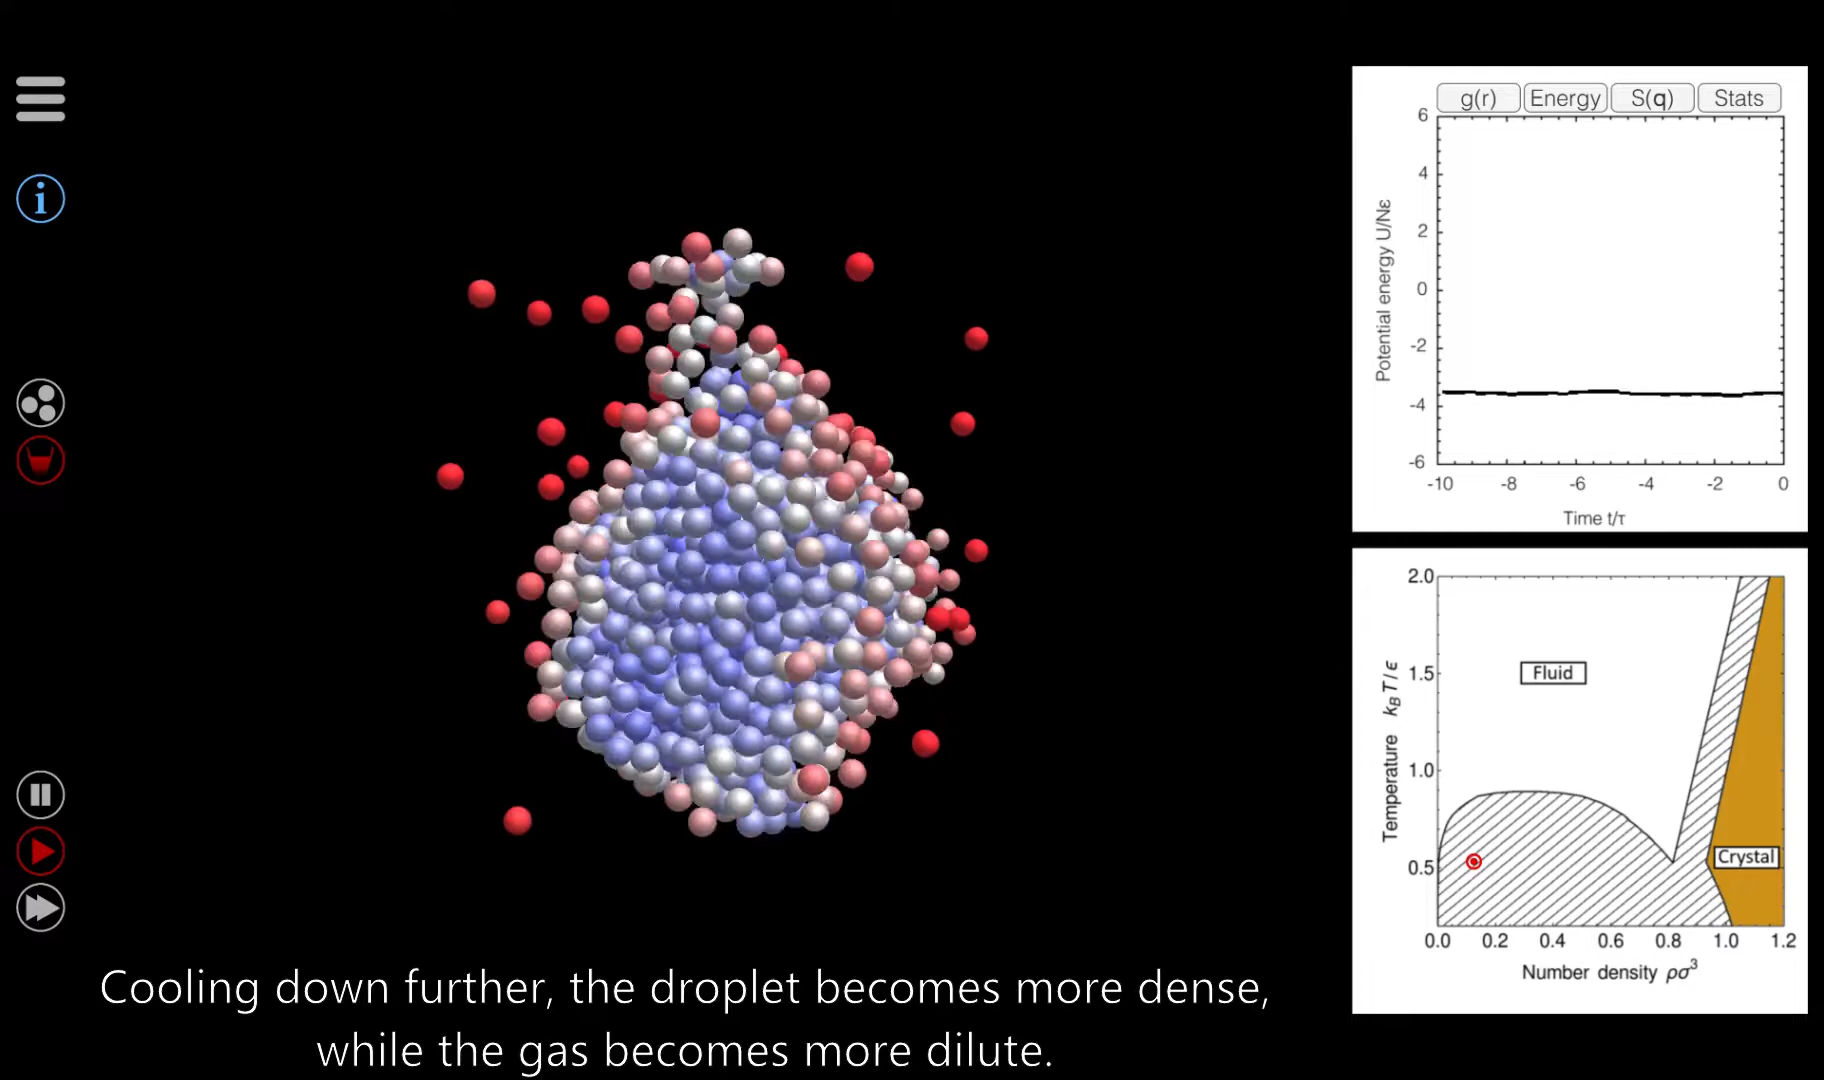 g(r) Energy S(q) Stats
6
4
2
0
-2
-4
-6
Potential energy U/Nε
-10 -8 -6 -4 -2 0
Time t/τ
2.0
1.5
1.0
0.5
Temperature k_B T / ϵ
Fluid
Crystal
0.0 0.2 0.4 0.6 0.8 1.0 1.2
Number density ρσ³
i
Cooling down further, the droplet becomes more dense,
while the gas becomes more dilute.